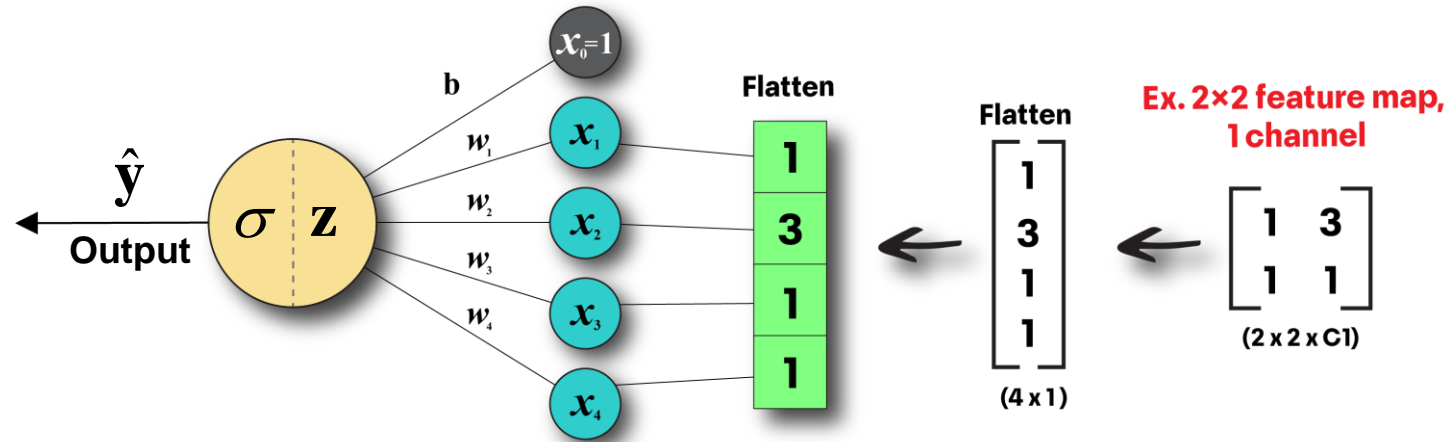 ŷ
Output
σ
z
b
w₁
w₂
w₃
w₄
x₀=1
x₁
x₂
x₃
x₄
Flatten
1
3
1
1
Flatten
1
3
1
1
(4 x 1)
Ex. 2×2 feature map,
1 channel
1 3
1 1
(2 x 2 x C1)